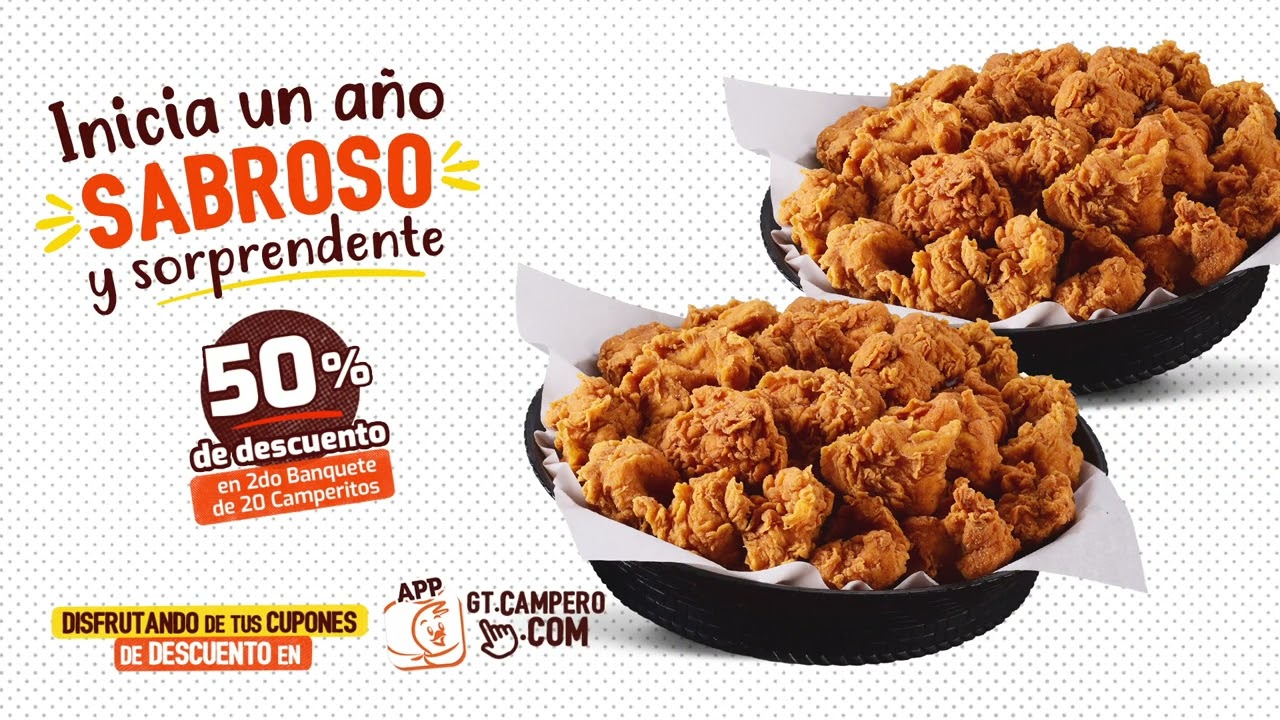 Inicia un año
SABROSO
y sorprendente
50%
de descuento
en 2do Banquete
de 20 Camperitos
DISFRUTANDO DE TUS CUPONES
DE DESCUENTO EN
APP
GT.CAMPERO
.COM